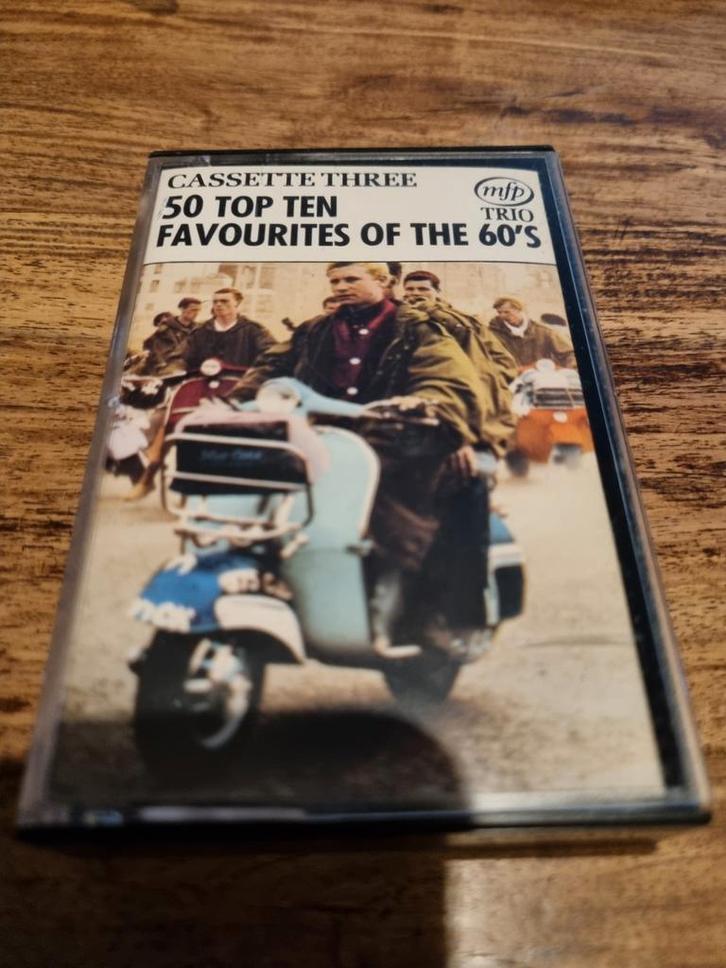 CASSETTE THREE
mfp
50 TOP TEN
TRIO
FAVOURITES OF THE 60'S